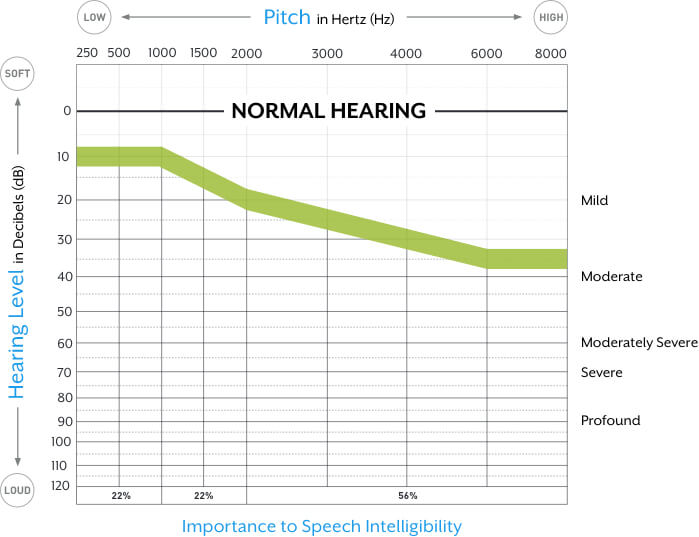 LOW
Pitch in Hertz (Hz)
HIGH
250 500 1000 1500 2000 3000 4000 6000 8000
SOFT
0
NORMAL HEARING
10
20
Mild
30
40
Moderate
50
60
Moderately Severe
70
Severe
80
90
Profound
100
110
120
LOUD
Hearing Level in Decibels (dB)
22% 22% 56%
Importance to Speech Intelligibility